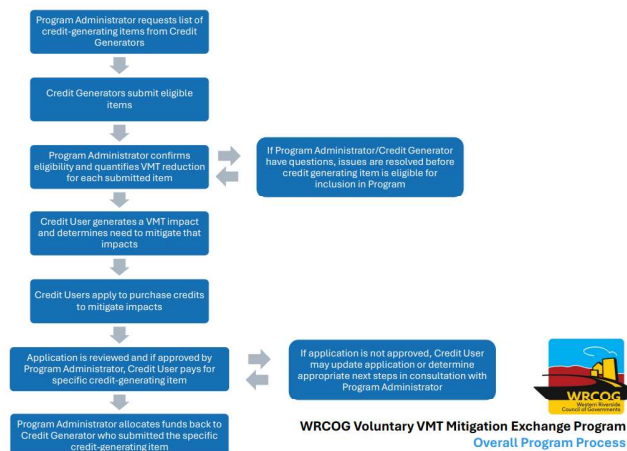 Program Administrator requests list of
credit-generating items from Credit
Generators
Credit Generators submit eligible
items
Program Administrator confirms
eligibility and quantifies VMT reduction
for each submitted item
If Program Administrator/Credit Generator
have questions, issues are resolved before
credit generating item is eligible for
inclusion in Program
Credit User generates a VMT impact
and determines need to mitigate that
impacts
Credit Users apply to purchase credits
to mitigate impacts
Application is reviewed and if approved by
Program Administrator, Credit User pays for
specific credit-generating item
If application is not approved, Credit User
may update application or determine
appropriate next steps in consultation with
Program Administrator
Program Administrator allocates funds back to
Credit Generator who submitted the specific
credit-generating item
WRCOG
Western Riverside
Council of Governments
WRCOG Voluntary VMT Mitigation Exchange Program
Overall Program Process